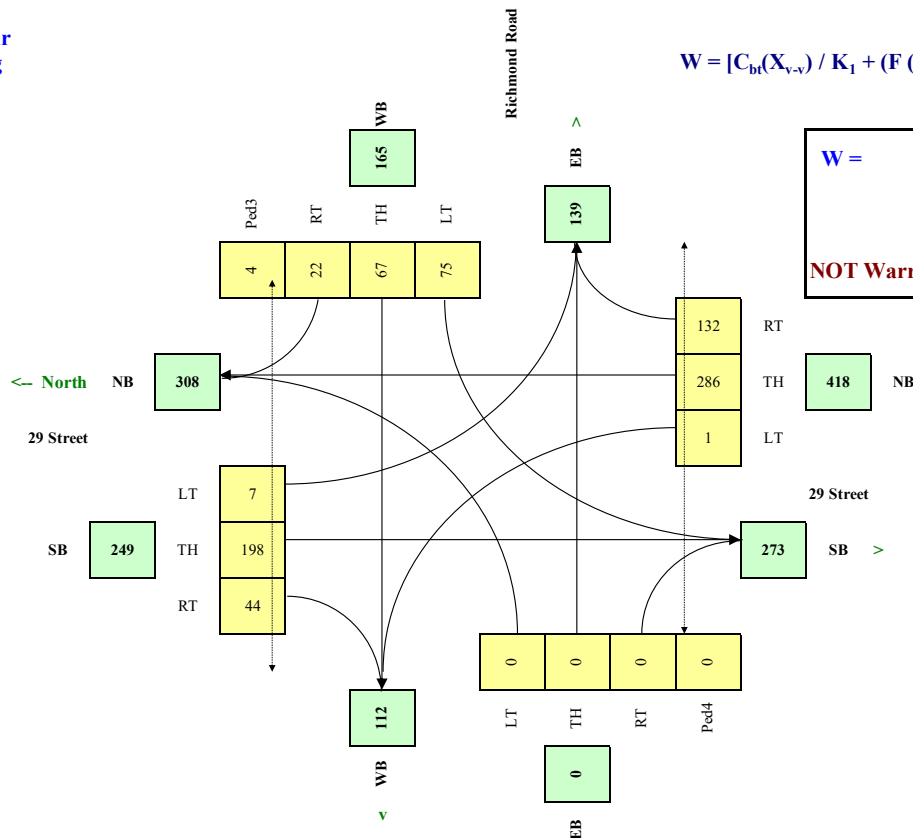 r
g
W = [Cbt(Xv-v) / K1 + (F (
Richmond Road
WB
165
^
EB
139
W =
NOT Warr
Ped3
RT
TH
LT
4
22
67
75
132
RT
286
TH
1
LT
418
NB
<-- North
NB
308
29 Street
LT
7
SB
249
TH
198
RT
44
29 Street
273
SB
>
0
0
0
0
LT
TH
RT
Ped4
112
WB
v
0
EB